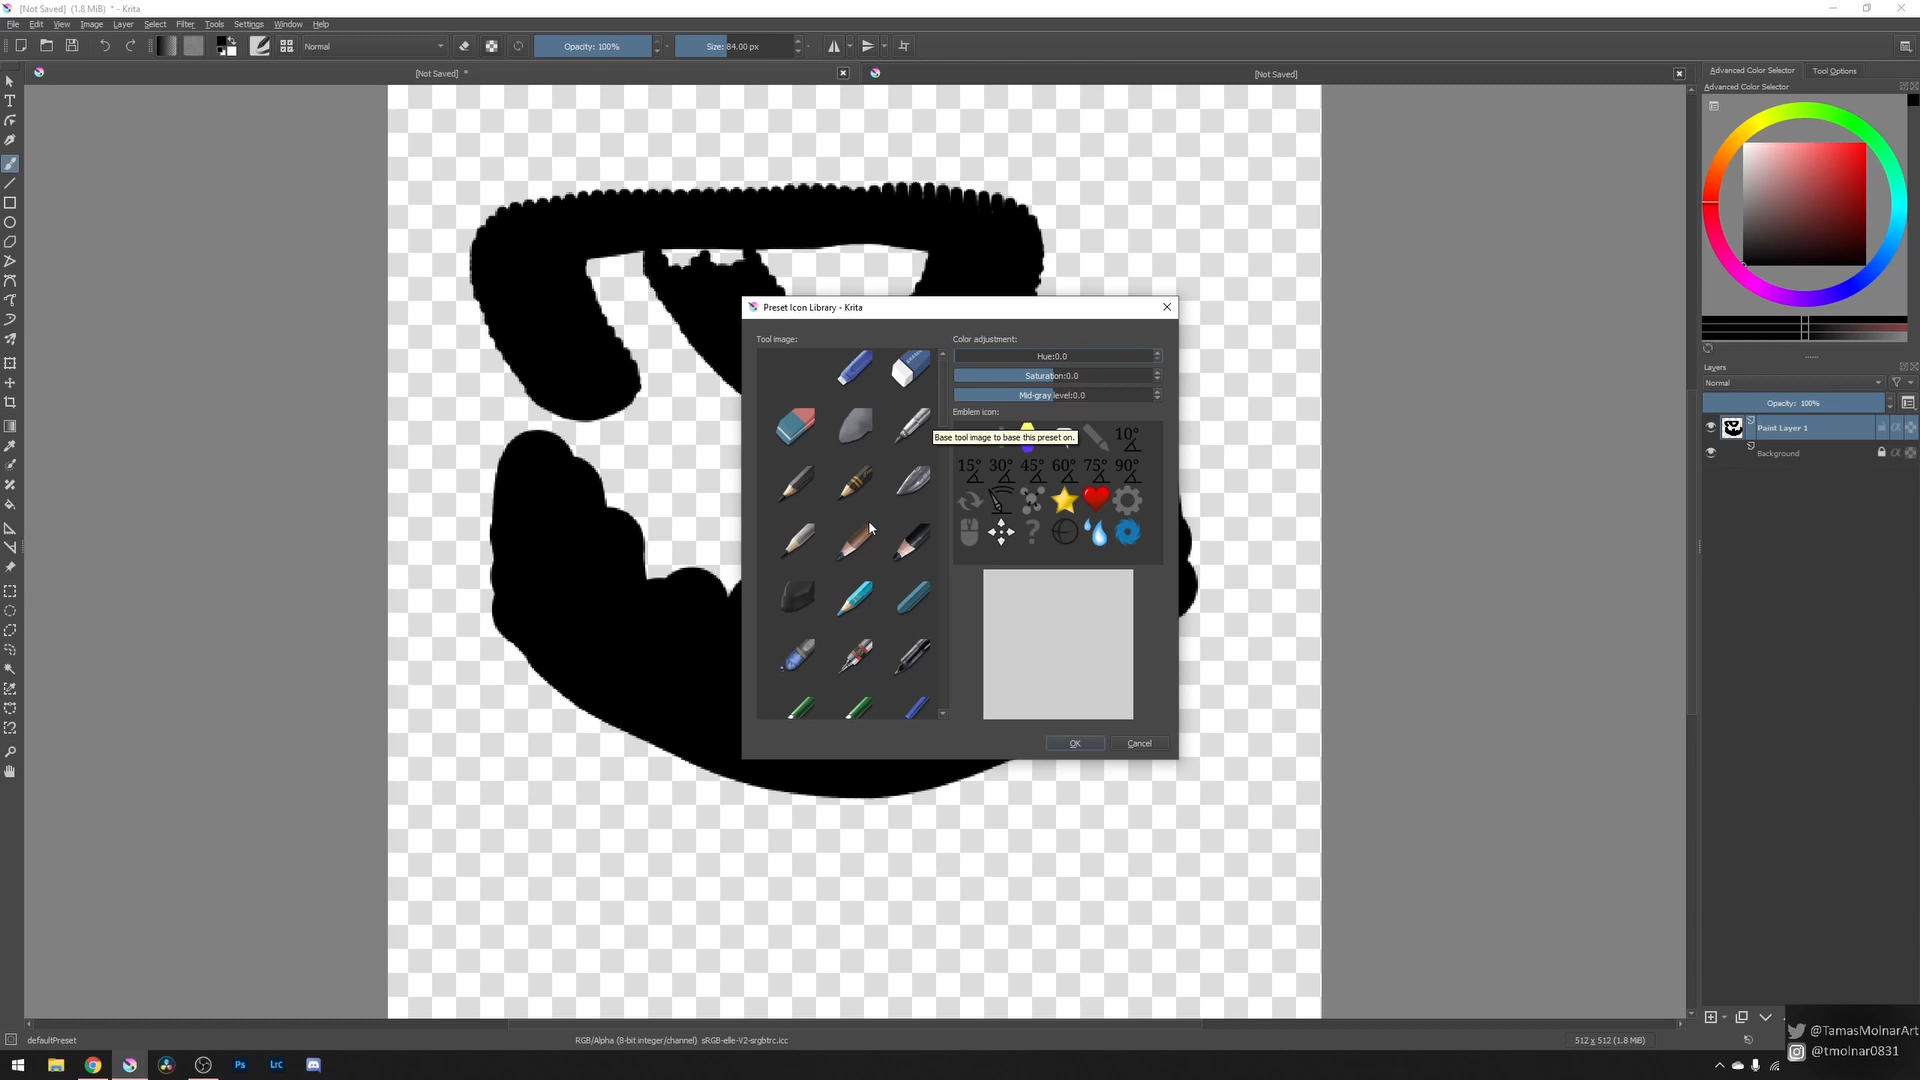 [Not Saved]  (1.8 MiB)  * - Krita
File Edit View Image Layer Select Filter Tools Settings Window Help
Normal
Opacity: 100%
Size: 84.00 px
[Not Saved]  *
[Not Saved]
Advanced Color Selector
Tool Options
Advanced Color Selector
Preset Icon Library - Krita
Tool image:
Color adjustment:
Hue:0.0
Saturation:0.0
Mid-gray level:0.0
Emblem icon:
Base tool image to base this preset on.
10°
15° 30° 45° 60° 75° 90°
OK
Cancel
Layers
Normal
Opacity:  100%
Paint Layer 1
Background
defaultPreset
RGB/Alpha (8-bit integer/channel)  sRGB-elle-V2-srgbtrc.icc
512 x 512 (1.8 MiB)
@TamasMolnarArt
@tmolnar0831
Ps
Lrc